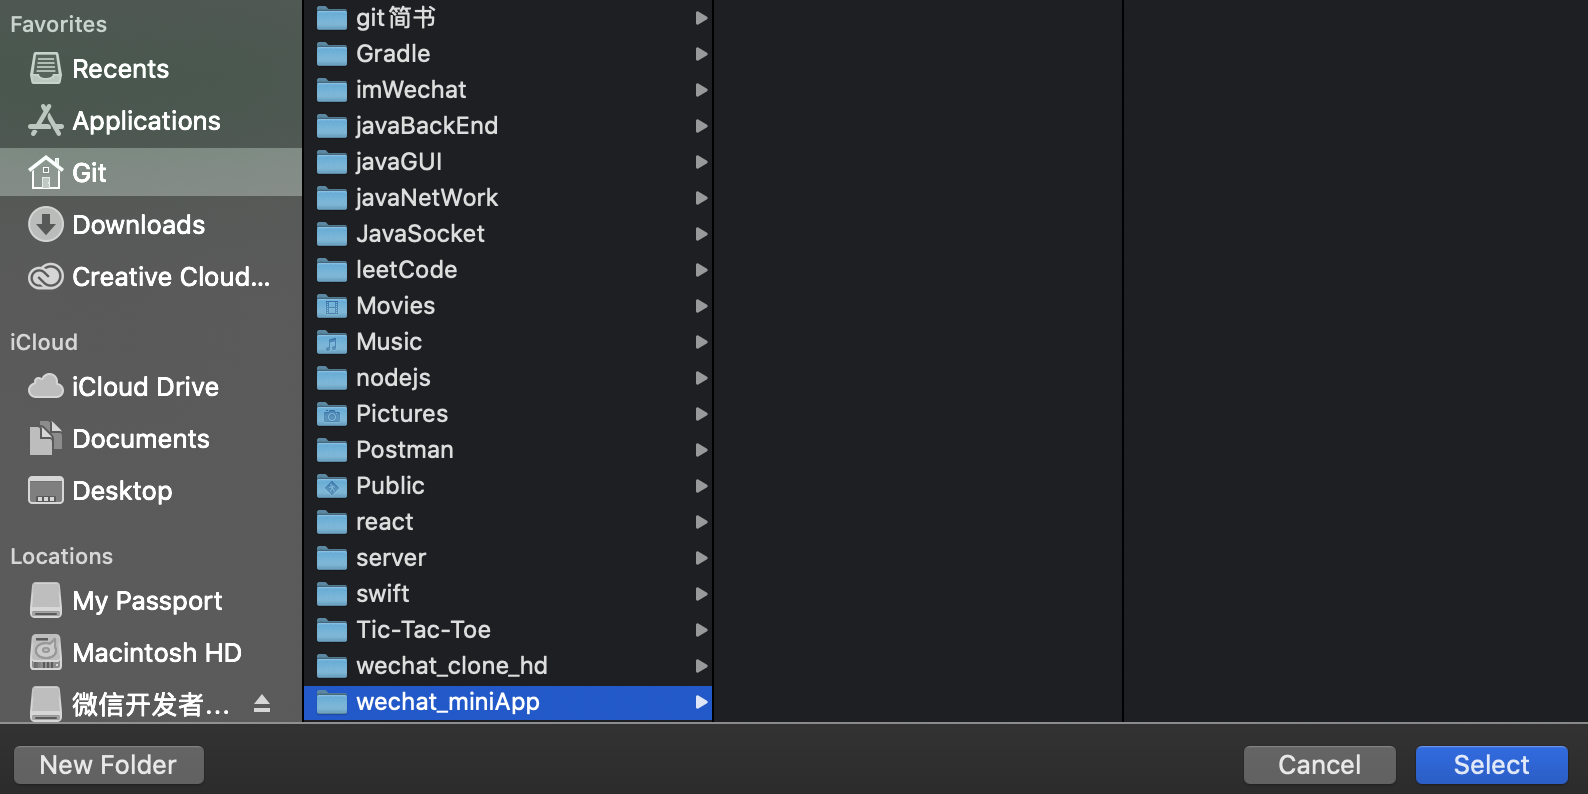 Favorites
Recents
Applications
Git
Downloads
Creative Cloud...
iCloud
iCloud Drive
Documents
Desktop
Locations
My Passport
Macintosh HD
微信开发者...
git简书
Gradle
imWechat
javaBackEnd
javaGUI
javaNetWork
JavaSocket
leetCode
Movies
Music
nodejs
Pictures
Postman
Public
react
server
swift
Tic-Tac-Toe
wechat_clone_hd
wechat_miniApp
New Folder
Cancel
Select